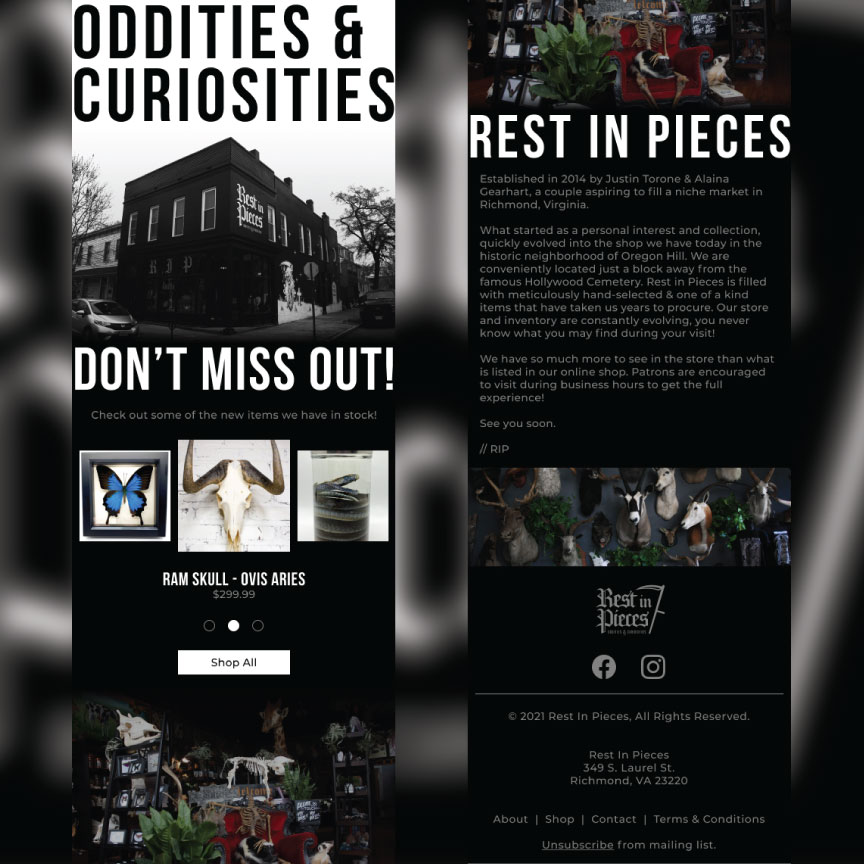 ODDITIES &
CURIOSITIES
Rest in
Pieces
R I P
DON'T MISS OUT!
Check out some of the new items we have in stock!
RAM SKULL - OVIS ARIES
$299.99
Shop All
Welcome
Welcome
REST IN PIECES
Established in 2014 by Justin Torone & Alaina
Gearhart, a couple aspiring to fill a niche market in
Richmond, Virginia.
What started as a personal interest and collection,
quickly evolved into the shop we have today in the
historic neighborhood of Oregon Hill. We are
conveniently located just a block away from the
famous Hollywood Cemetery. Rest in Pieces is filled
with meticulously hand-selected & one of a kind
items that have taken us years to procure. Our store
and inventory are constantly evolving, you never
know what you may find during your visit!
We have so much more to see in the store than what
is listed in our online shop. Patrons are encouraged
to visit during business hours to get the full
experience!
See you soon.
// RIP
Rest in
Pieces
© 2021 Rest In Pieces, All Rights Reserved.
Rest In Pieces
349 S. Laurel St.
Richmond, VA 23220
About | Shop | Contact | Terms & Conditions
Unsubscribe from mailing list.